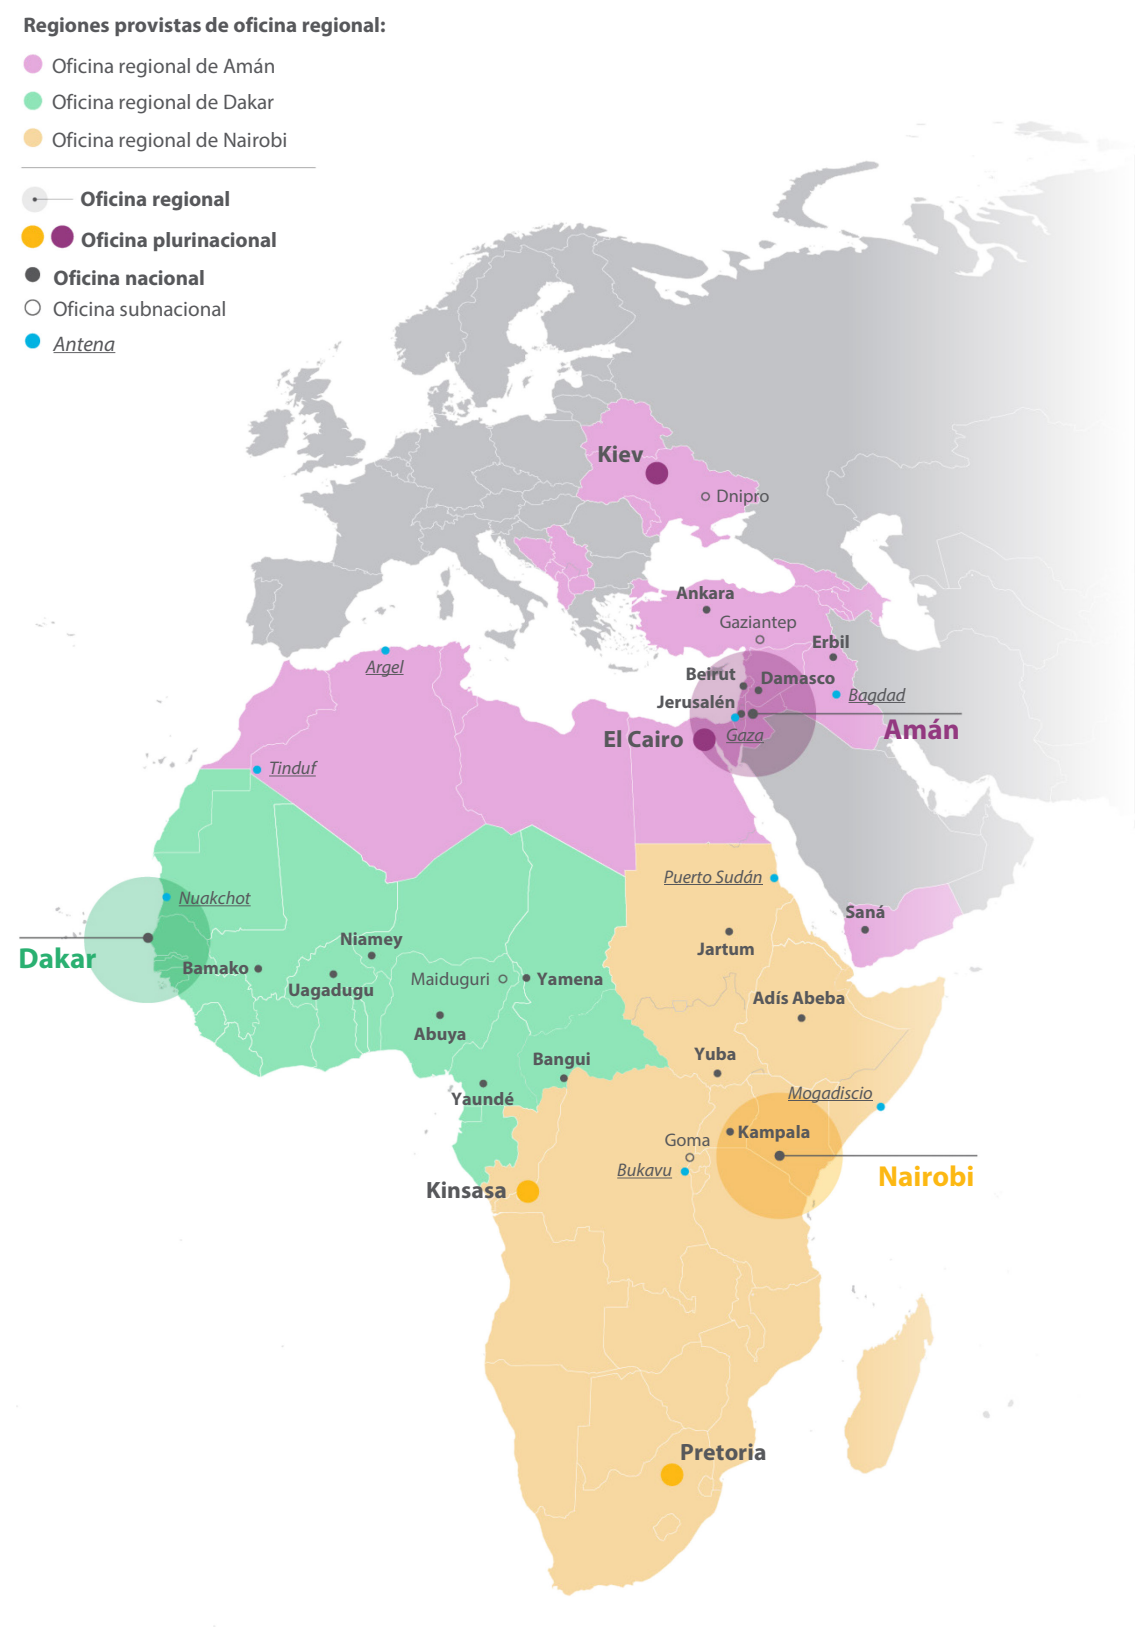 Regiones provistas de oficina regional:
Oficina regional de Amán
Oficina regional de Dakar
Oficina regional de Nairobi
Oficina regional
Oficina plurinacional
Oficina nacional
Oficina subnacional
Antena
Kiev
Dnipro
Ankara
Gaziantep
Erbil
Argel
Beirut
Damasco
Bagdad
Jerusalén
Amán
El Cairo
Gaza
Tinduf
Puerto Sudán
Nuakchot
Saná
Niamey
Jartum
Dakar
Bamako
Maiduguri
Yamena
Uagadugu
Adís Abeba
Abuya
Bangui
Yuba
Yaundé
Mogadiscio
Kampala
Goma
Bukavu
Nairobi
Kinsasa
Pretoria